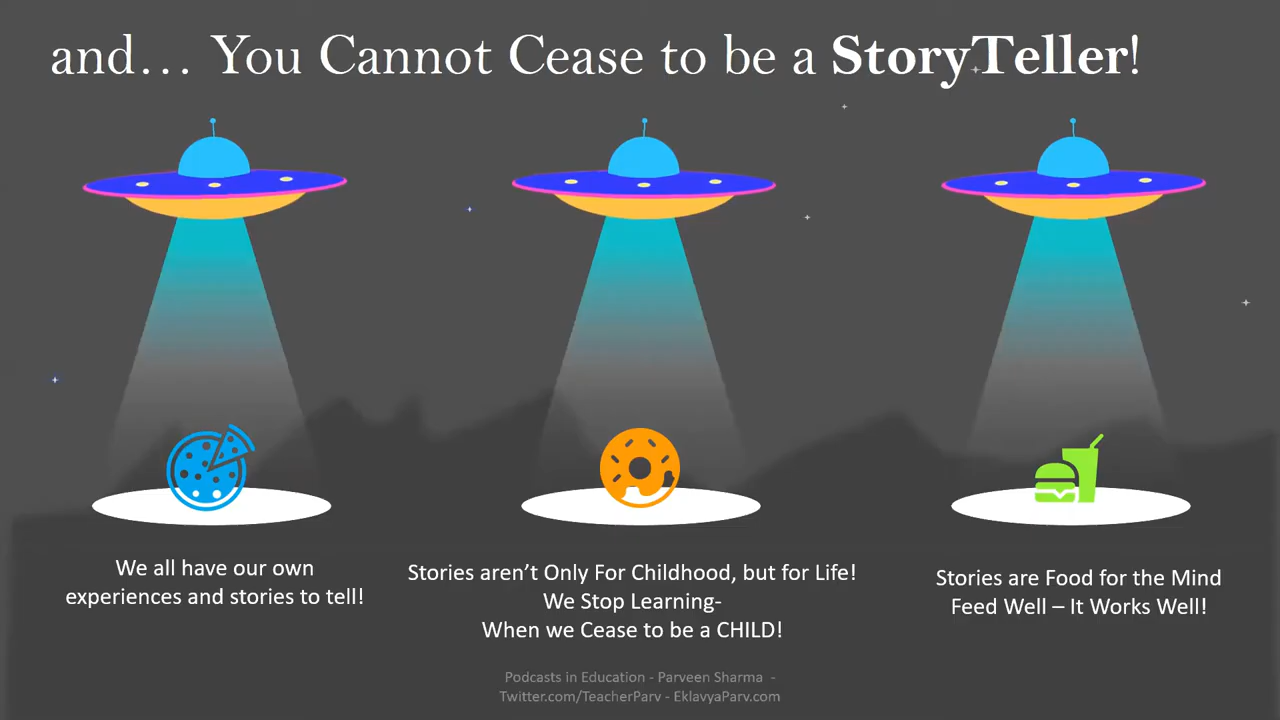 and… You Cannot Cease to be a StoryTeller!
We all have our own
experiences and stories to tell!
Stories aren’t Only For Childhood, but for Life!
We Stop Learning-
When we Cease to be a CHILD!
Stories are Food for the Mind
Feed Well – It Works Well!
Podcasts in Education - Parveen Sharma -
Twitter.com/TeacherParv - EklavyaParv.com